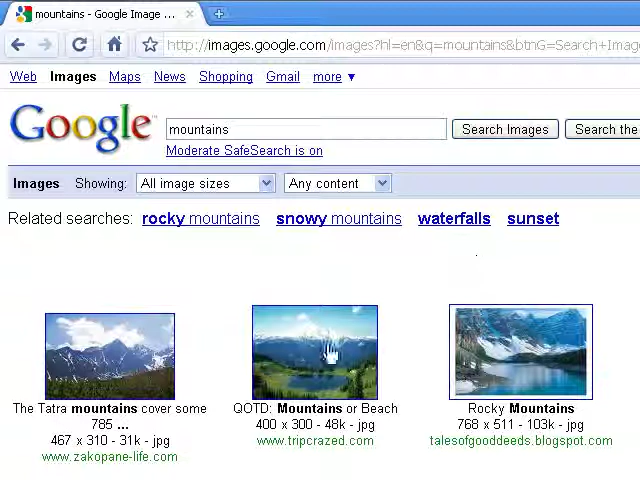 mountains - Google Image ...
http://images.google.com/images?hl=en&q=mountains&btnG=Search+Imag
Web Images Maps News Shopping Gmail more ▼
Google™ mountains Search Images Search the
Moderate SafeSearch is on
Images Showing: All image sizes Any content
Related searches: rocky mountains snowy mountains waterfalls sunset
The Tatra mountains cover some
785 ...
467 x 310 - 31k - jpg
www.zakopane-life.com
QOTD: Mountains or Beach
400 x 300 - 48k - jpg
www.tripcrazed.com
Rocky Mountains
768 x 511 - 103k - jpg
talesofgooddeeds.blogspot.com